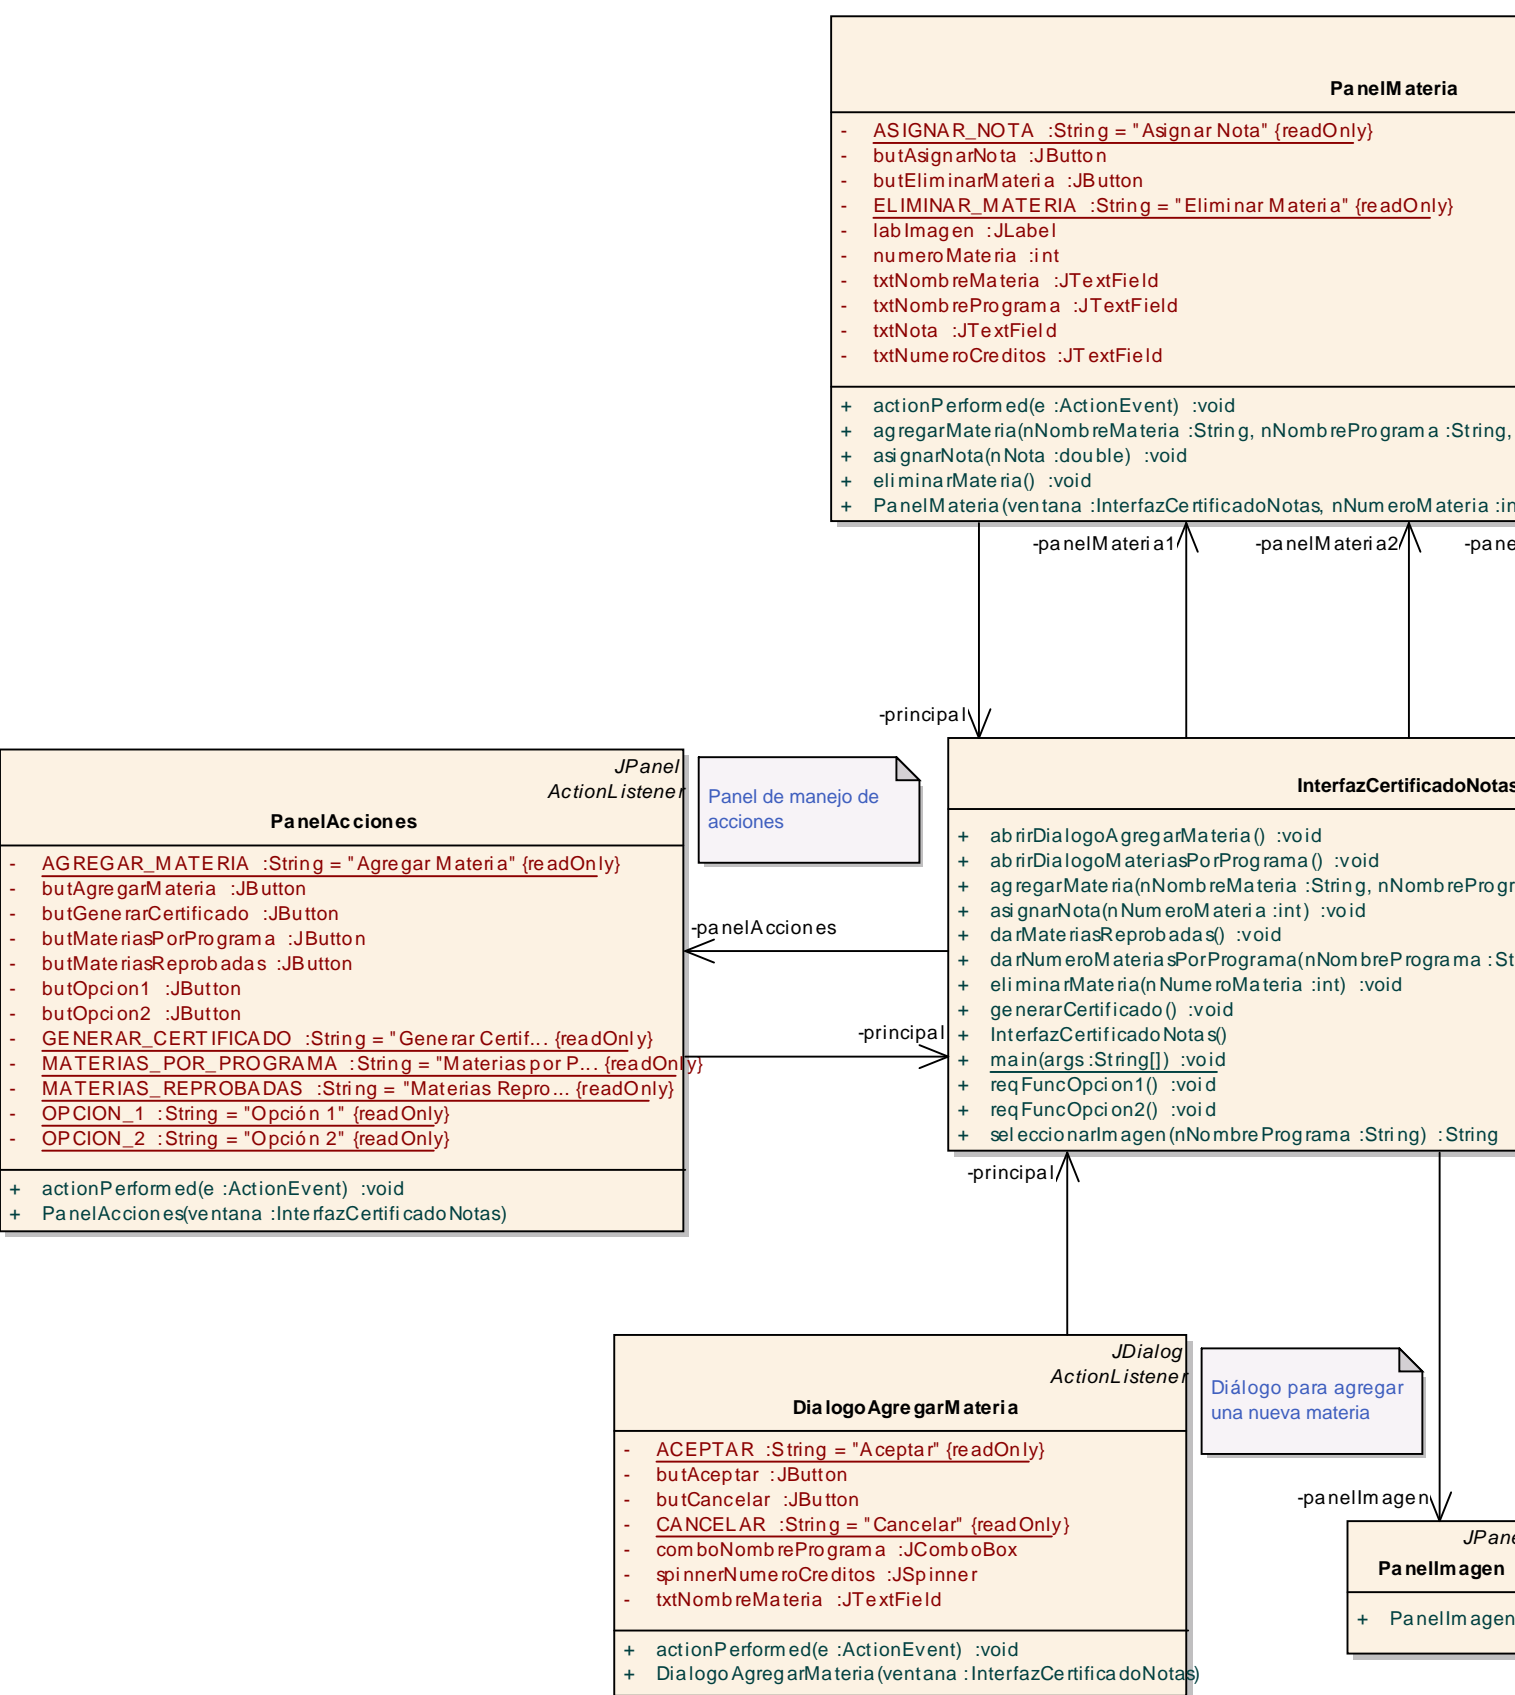 PanelMateria
- ASIGNAR_NOTA :String = "Asignar Nota" {readOnly}
- butAsignarNota :JButton
- butEliminarMateria :JButton
- ELIMINAR_MATERIA :String = "Eliminar Materia" {readOnly}
- labImagen :JLabel
- numeroMateria :int
- txtNombreMateria :JTextField
- txtNombrePrograma :JTextField
- txtNota :JTextField
- txtNumeroCreditos :JTextField
+ actionPerformed(e :ActionEvent) :void
+ agregarMateria(nNombreMateria :String, nNombrePrograma :String,
+ asignarNota(nNota :double) :void
+ eliminarMateria() :void
+ PanelMateria(ventana :InterfazCertificadoNotas, nNumeroMateria :in
-panelMateria1
-panelMateria2
-pane
-principal
JPanel
ActionListener
PanelAcciones
- AGREGAR_MATERIA :String = "Agregar Materia" {readOnly}
- butAgregarMateria :JButton
- butGenerarCertificado :JButton
- butMateriasPorPrograma :JButton
- butMateriasReprobadas :JButton
- butOpcion1 :JButton
- butOpcion2 :JButton
- GENERAR_CERTIFICADO :String = "Generar Certif... {readOnly}
- MATERIAS_POR_PROGRAMA :String = "Materias por P... {readOnly}
- MATERIAS_REPROBADAS :String = "Materias Repro... {readOnly}
- OPCION_1 :String = "Opción 1" {readOnly}
- OPCION_2 :String = "Opción 2" {readOnly}
+ actionPerformed(e :ActionEvent) :void
+ PanelAcciones(ventana :InterfazCertificadoNotas)
Panel de manejo de
acciones
-panelAcciones
-principal
InterfazCertificadoNotas
+ abrirDialogoAgregarMateria() :void
+ abrirDialogoMateriasPorPrograma() :void
+ agregarMateria(nNombreMateria :String, nNombreProgr
+ asignarNota(nNumeroMateria :int) :void
+ darMateriasReprobadas() :void
+ darNumeroMateriasPorPrograma(nNombrePrograma :St
+ eliminarMateria(nNumeroMateria :int) :void
+ generarCertificado() :void
+ InterfazCertificadoNotas()
+ main(args :String[]) :void
+ reqFuncOpcion1() :void
+ reqFuncOpcion2() :void
+ seleccionarImagen(nNombrePrograma :String) :String
-principal
JDialog
ActionListener
DialogoAgregarMateria
- ACEPTAR :String = "Aceptar" {readOnly}
- butAceptar :JButton
- butCancelar :JButton
- CANCELAR :String = "Cancelar" {readOnly}
- comboNombrePrograma :JComboBox
- spinnerNumeroCreditos :JSpinner
- txtNombreMateria :JTextField
+ actionPerformed(e :ActionEvent) :void
+ DialogoAgregarMateria(ventana :InterfazCertificadoNotas)
Diálogo para agregar
una nueva materia
-panelImagen
JPane
PanelImagen
+ PanelImagen